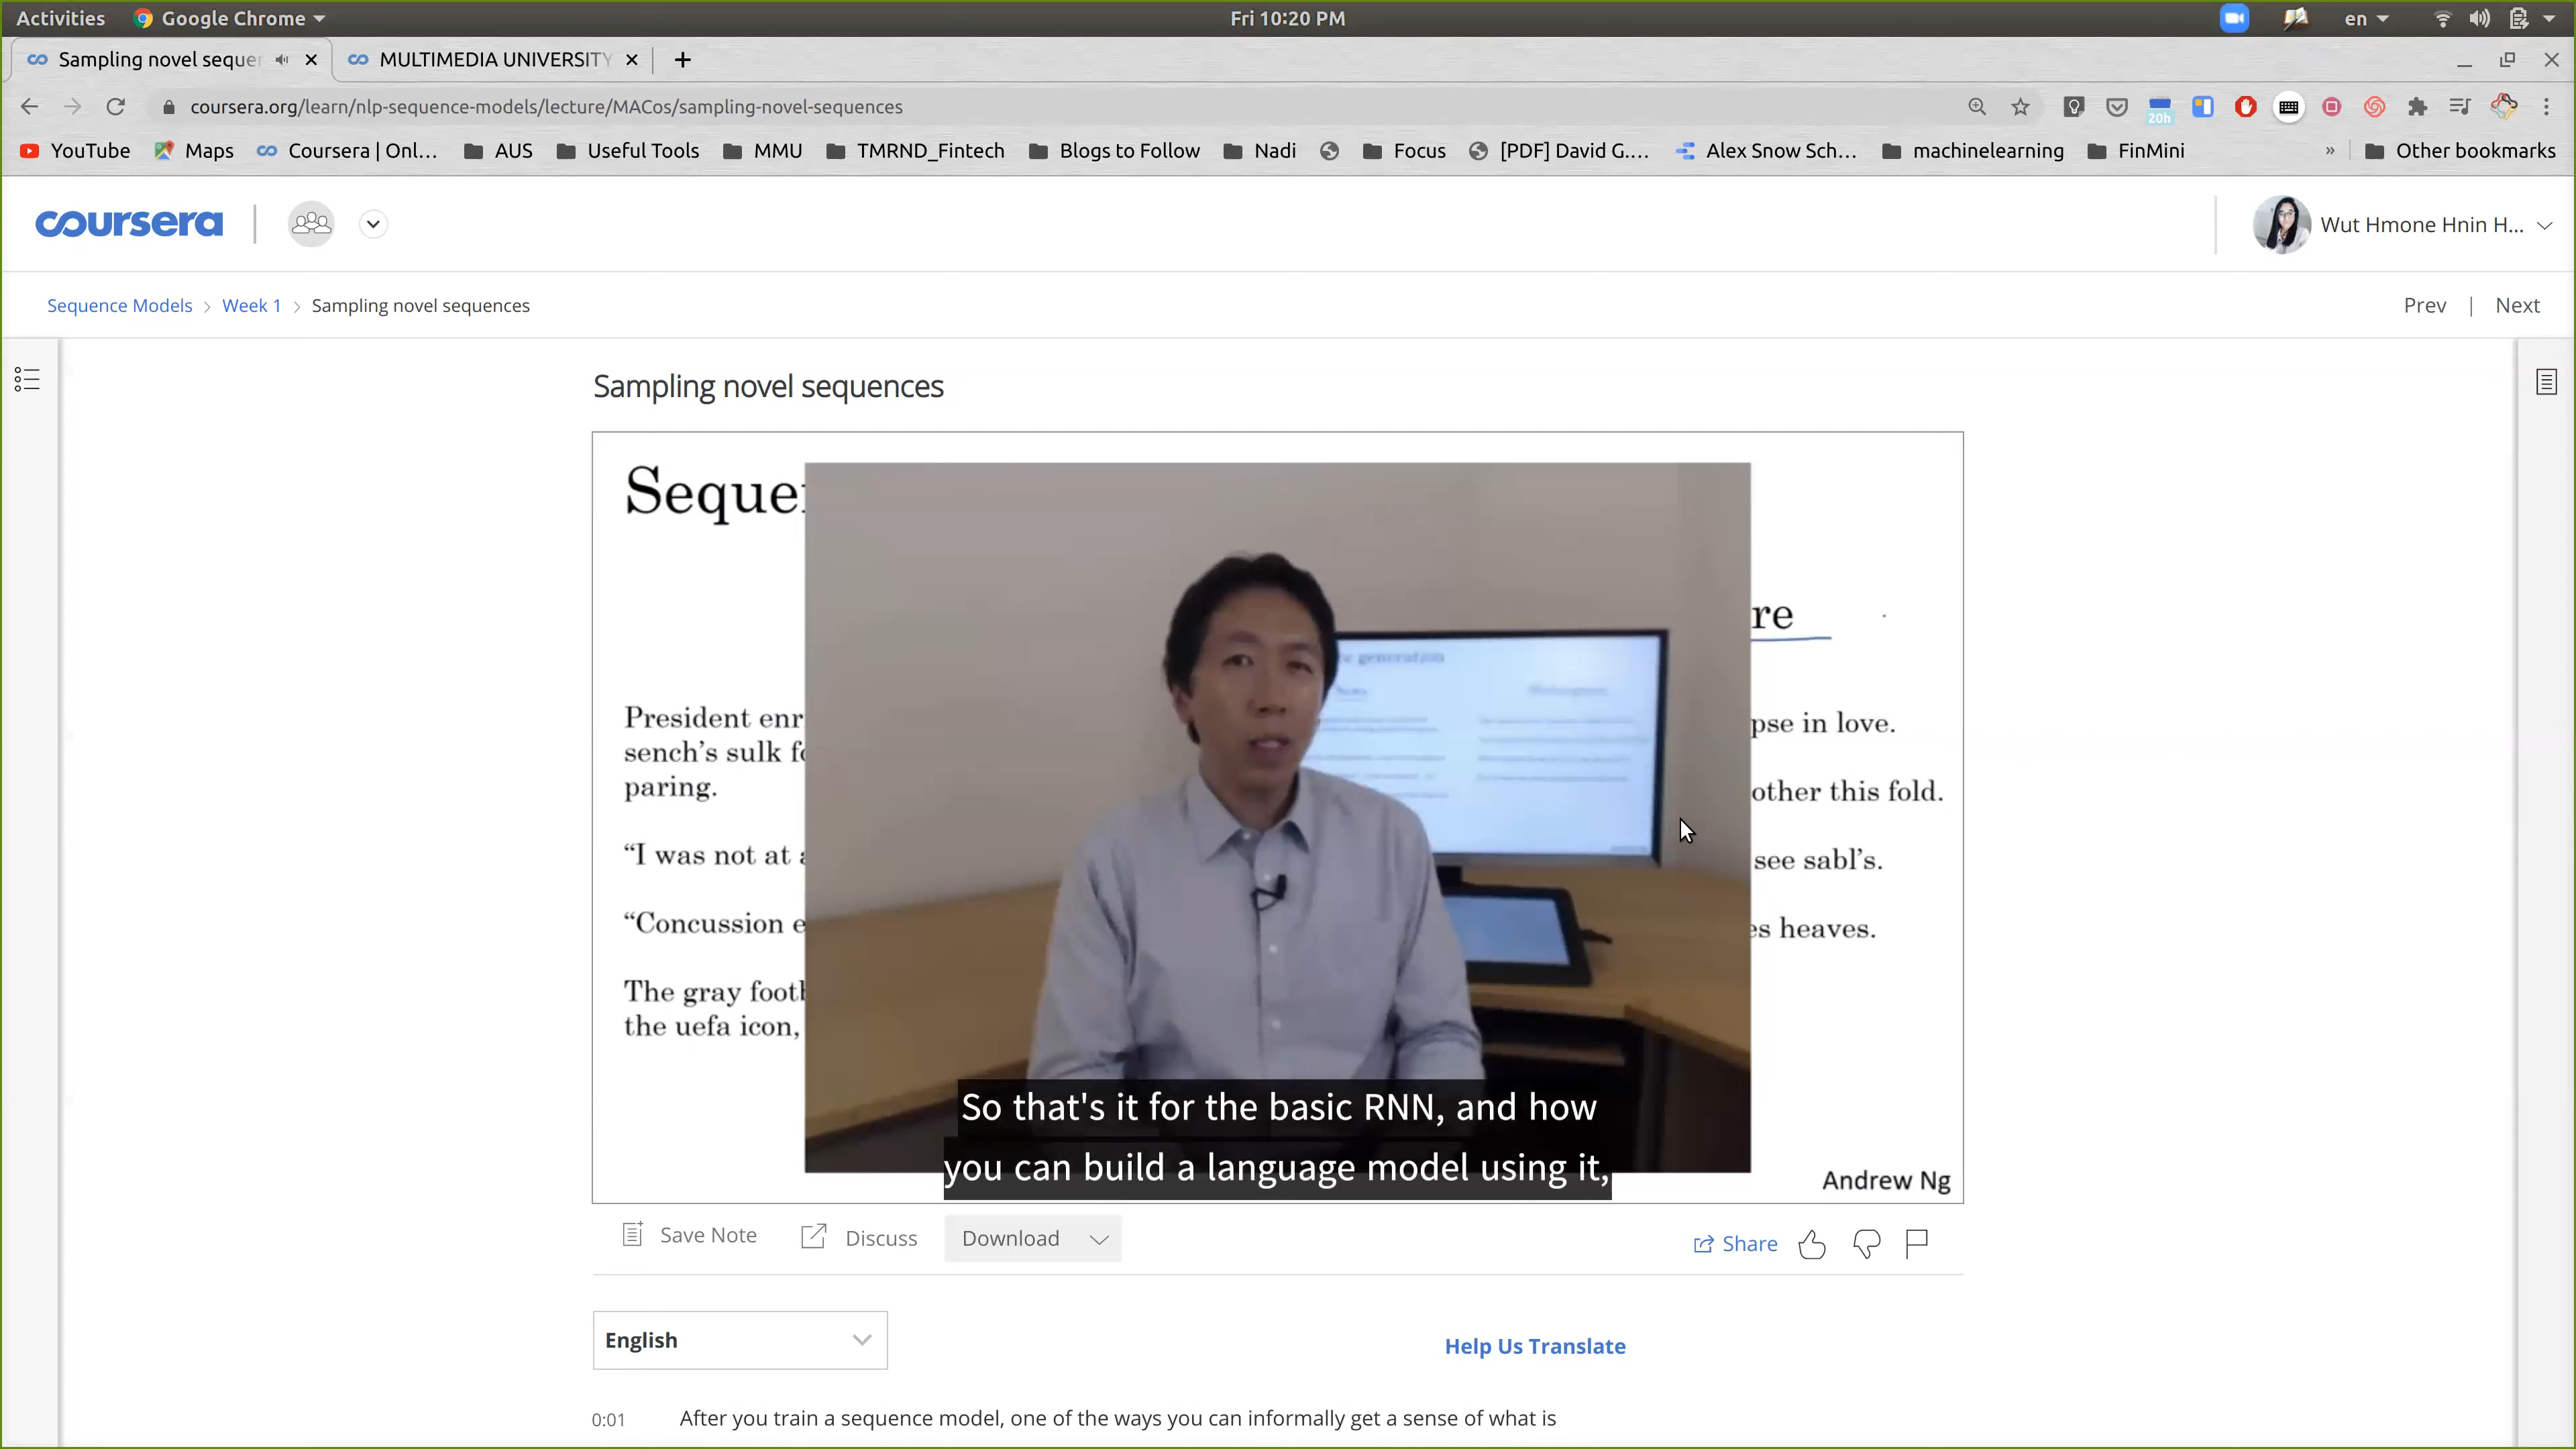 Activities Google Chrome Fri 10:20 PM en
Sampling novel seque MULTIMEDIA UNIVERSITY
coursera.org/learn/nlp-sequence-models/lecture/MACos/sampling-novel-sequences 20h
YouTube Maps Coursera | Onl... AUS Useful Tools MMU TMRND_Fintech Blogs to Follow Nadi Focus [PDF] David G.... Alex Snow Sch... machinelearning FinMini » Other bookmarks
coursera Wut Hmone Hnin H...
Sequence Models > Week 1 > Sampling novel sequences Prev | Next
Sampling novel sequences
Seque
re
generation
President enr
sench's sulk fo
paring.
"I was not at a
"Concussion e
The gray footb
the uefa icon,
pse in love.
other this fold.
see sabl's.
es heaves.
So that's it for the basic RNN, and how
you can build a language model using it,
Andrew Ng
Save Note Discuss Download Share
English Help Us Translate
0:01 After you train a sequence model, one of the ways you can informally get a sense of what is